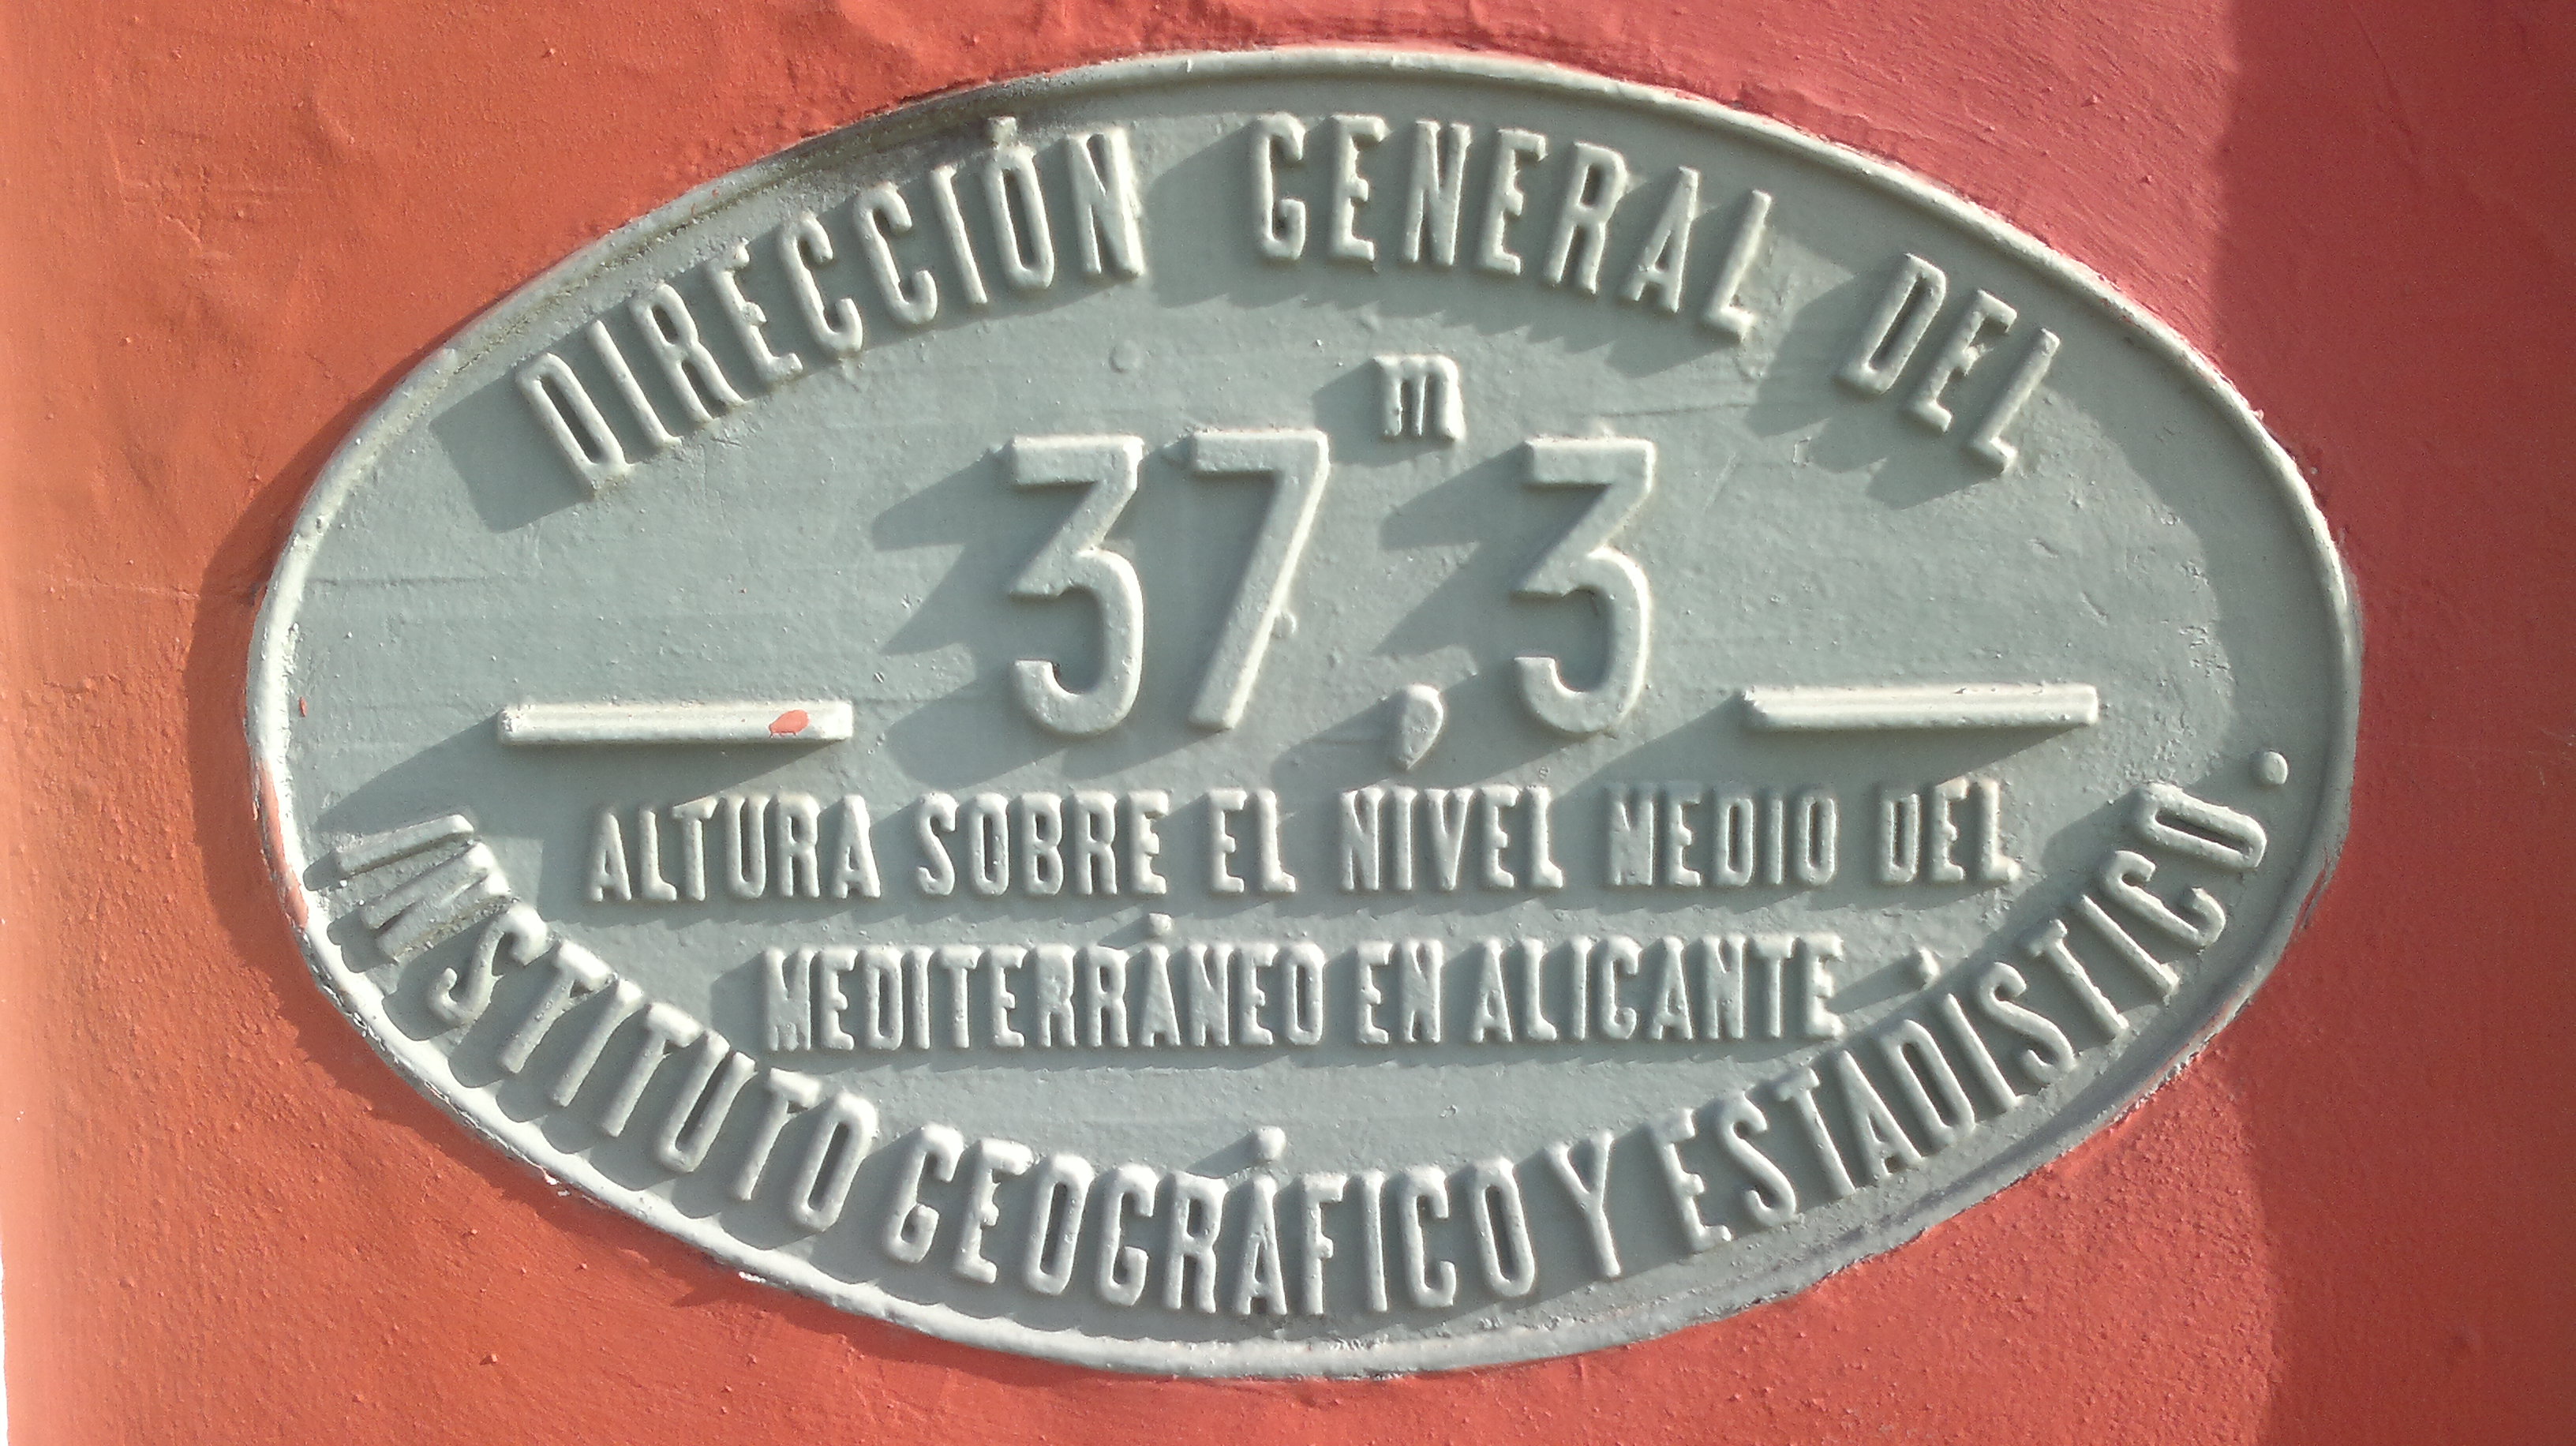 DIRECCIÓN GENERAL DEL
37,3 m
ALTURA SOBRE EL NIVEL MEDIO DEL
MEDITERRÁNEO EN ALICANTE
INSTITUTO GEOGRÁFICO Y ESTADÍSTICO.